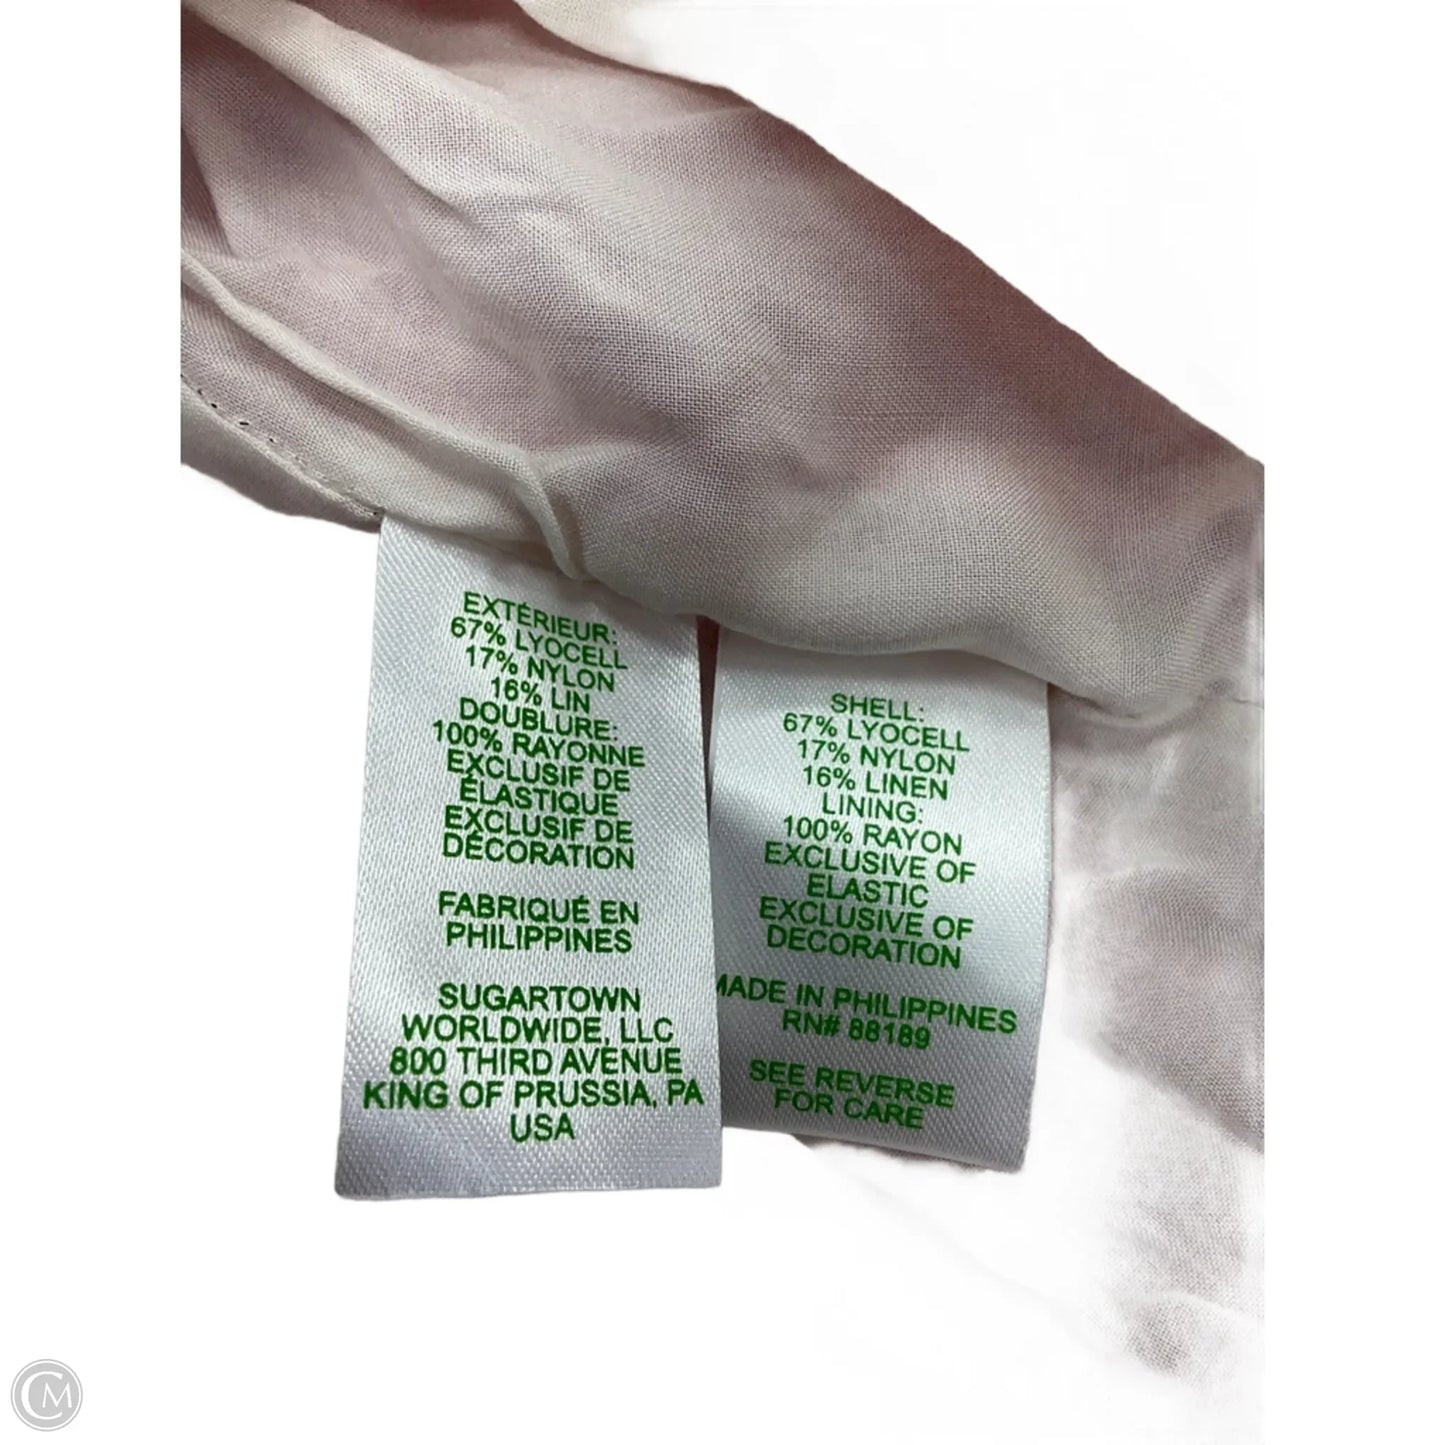 EXTÉRIEUR:
67% LYOCELL
17% NYLON
16% LIN
DOUBLURE:
100% RAYONNE
EXCLUSIF DE
ÉLASTIQUE
EXCLUSIF DE
DÉCORATION
FABRIQUÉ EN
PHILIPPINES
SUGARTOWN
WORLDWIDE, LLC
800 THIRD AVENUE
KING OF PRUSSIA, PA
USA
SHELL:
67% LYOCELL
17% NYLON
16% LINEN
LINING:
100% RAYON
EXCLUSIVE OF
ELASTIC
EXCLUSIVE OF
DECORATION
MADE IN PHILIPPINES
RN# 88189
SEE REVERSE
FOR CARE
CM